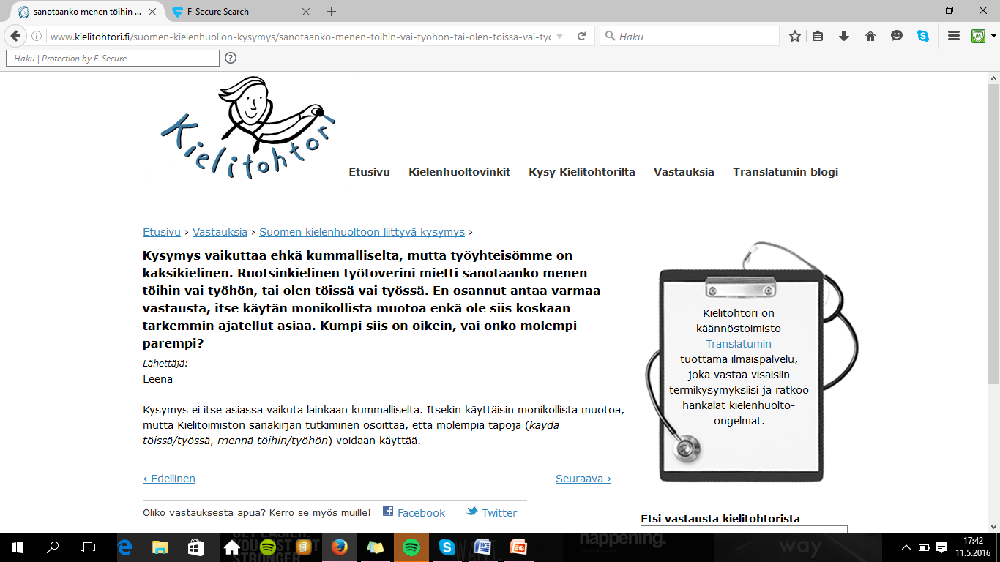 sanotaanko menen töihin ...
F-Secure Search
www.kielitohtori.fi/suomen-kielenhuollon-kysymys/sanotaanko-menen-töihin-vai-työhön-tai-olen-töissä-vai-työ
Haku
Haku | Protection by F-Secure
Kielitohtori
Etusivu Kielenhuoltovinkit Kysy Kielitohtorilta Vastauksia Translatumin blogi
Etusivu › Vastauksia › Suomen kielenhuoltoon liittyvä kysymys ›
Kysymys vaikuttaa ehkä kummalliselta, mutta työyhteisömme on
kaksikielinen. Ruotsinkielinen työtoverini mietti sanotaanko menen
töihin vai työhön, tai olen töissä vai työssä. En osannut antaa varmaa
vastausta, itse käytän monikollista muotoa enkä ole siis koskaan
tarkemmin ajatellut asiaa. Kumpi siis on oikein, vai onko molempi
parempi?
Lähettäjä:
Leena
Kysymys ei itse asiassa vaikuta lainkaan kummalliselta. Itsekin käyttäisin monikollista muotoa,
mutta Kielitoimiston sanakirjan tutkiminen osoittaa, että molempia tapoja (käydä
töissä/työssä, mennä töihin/työhön) voidaan käyttää.
‹ Edellinen
Seuraava ›
Oliko vastauksesta apua? Kerro se myös muille! Facebook Twitter
Kielitohtori on
käännöstoimisto
Translatumin
tuottama ilmaispalvelu,
joka vastaa visaisiin
termikysymyksiisi ja ratkoo
hankalat kielenhuolto-
ongelmat.
Etsi vastausta kielitohtorista
STRONGER
happening.
way
17:42
11.5.2016